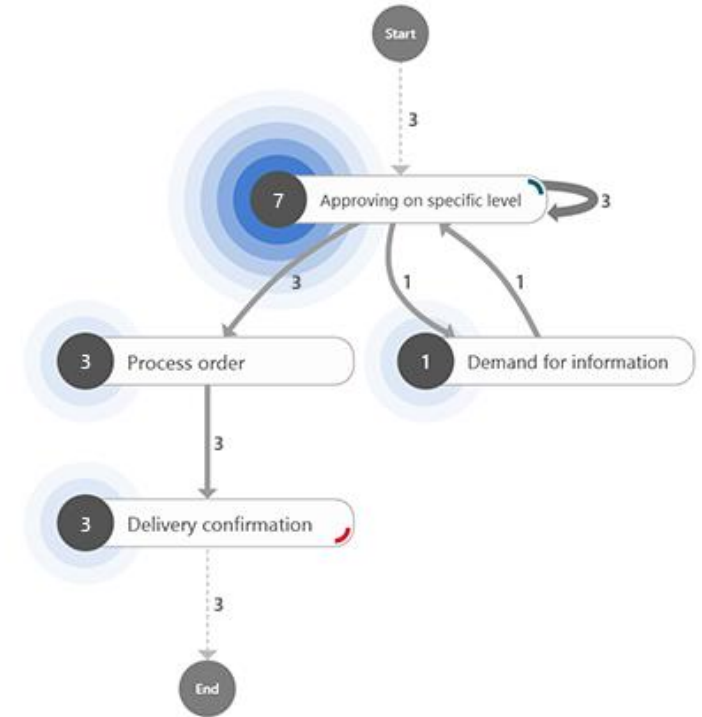 Start
3
7 Approving on specific level 3
3 1 1
3 Process order 1 Demand for information
3
3 Delivery confirmation
3
End